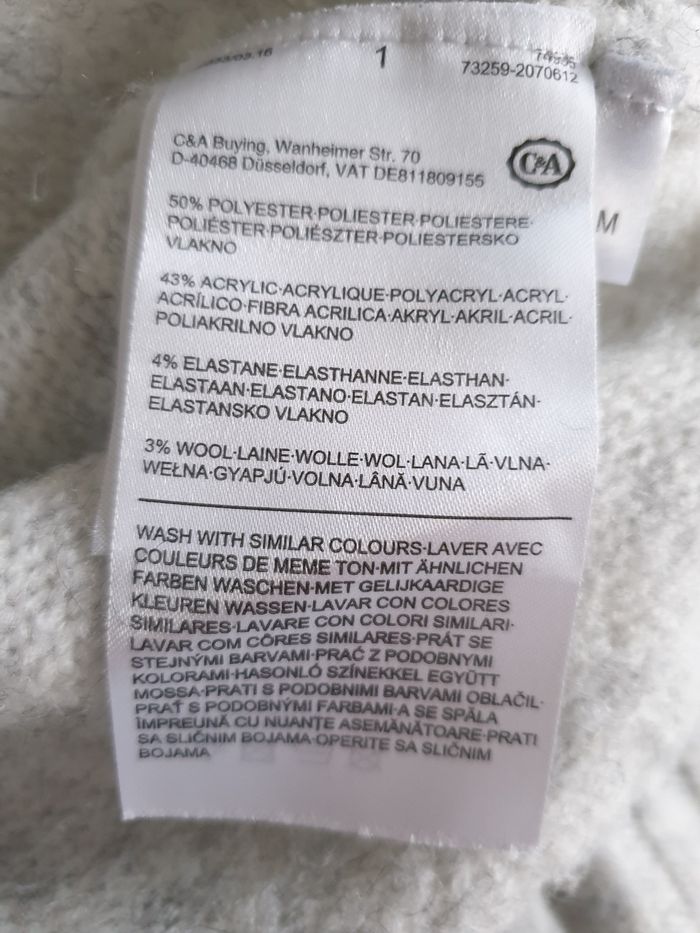 1
73259-2070612
C&A Buying, Wanheimer Str. 70
D-40468 Düsseldorf, VAT DE811809155
C&A
M
50% POLYESTER·POLIESTER·POLIESTERE·
POLIÉSTER·POLIÉSZTER·POLIESTERSKO
VLAKNO
43% ACRYLIC·ACRYLIQUE·POLYACRYL·ACRYL·
ACRÍLICO·FIBRA ACRILICA·AKRYL·AKRIL·ACRIL·
POLIAKRILNO VLAKNO
4% ELASTANE·ELASTHANNE·ELASTHAN·
ELASTAAN·ELASTANO·ELASTAN·ELASZTÁN·
ELASTANSKO VLAKNO
3% WOOL·LAINE·WOLLE·WOL·LANA·LÃ·VLNA·
WEŁNA·GYAPJÚ·VOLNA·LÂNĂ·VUNA
WASH WITH SIMILAR COLOURS·LAVER AVEC
COULEURS DE MEME TON·MIT ÄHNLICHEN
FARBEN WASCHEN·MET GELIJKAARDIGE
KLEUREN WASSEN·LAVAR CON COLORES
SIMILARES·LAVARE CON COLORI SIMILARI·
LAVAR COM CÔRES SIMILARES·PRÁT SE
STEJNÝMI BARVAMI·PRAĆ Z PODOBNYMI
KOLORAMI·HASONLÓ SZÍNEKKEL EGYÜTT
MOSSA·PRATI S PODOBNIMI BARVAMI OBLAČIL·
PRAŤ S PODOBNÝMI FARBAMI·A SE SPĂLA
ÎMPREUNĂ CU NUANŢE ASEMĂNĂTOARE·PRATI
SA SLIČNIM BOJAMA·OPERITE SA SLIČNIM
BOJAMA